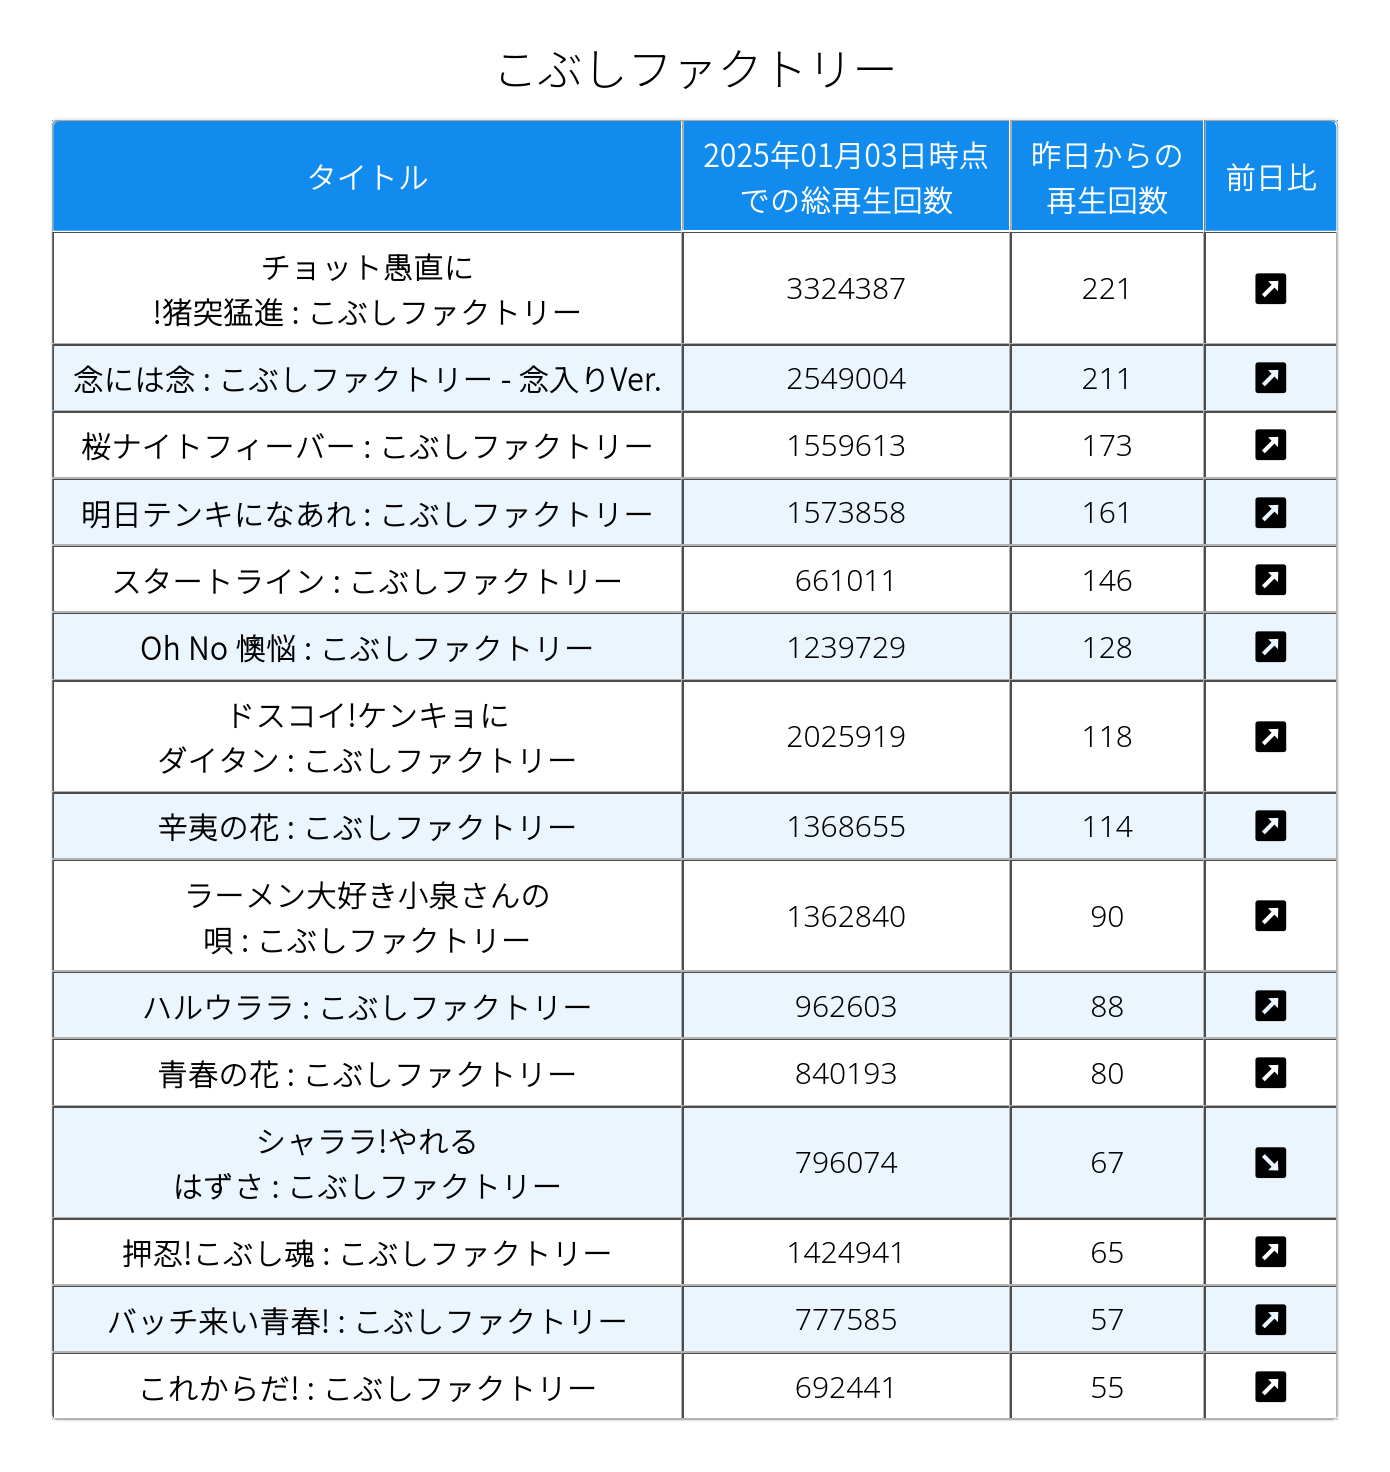 こぶしファクトリー
タイトル
2025年01月03日時点
での総再生回数
昨日からの
再生回数
前日比
チョット愚直に
!猪突猛進 : こぶしファクトリー
3324387
221
念には念 : こぶしファクトリー - 念入りVer.
2549004
211
桜ナイトフィーバー : こぶしファクトリー
1559613
173
明日テンキになあれ : こぶしファクトリー
1573858
161
スタートライン : こぶしファクトリー
661011
146
Oh No 懊悩 : こぶしファクトリー
1239729
128
ドスコイ!ケンキョに
ダイタン : こぶしファクトリー
2025919
118
辛夷の花 : こぶしファクトリー
1368655
114
ラーメン大好き小泉さんの
唄 : こぶしファクトリー
1362840
90
ハルウララ : こぶしファクトリー
962603
88
青春の花 : こぶしファクトリー
840193
80
シャララ!やれる
はずさ : こぶしファクトリー
796074
67
押忍!こぶし魂 : こぶしファクトリー
1424941
65
バッチ来い青春! : こぶしファクトリー
777585
57
これからだ! : こぶしファクトリー
692441
55